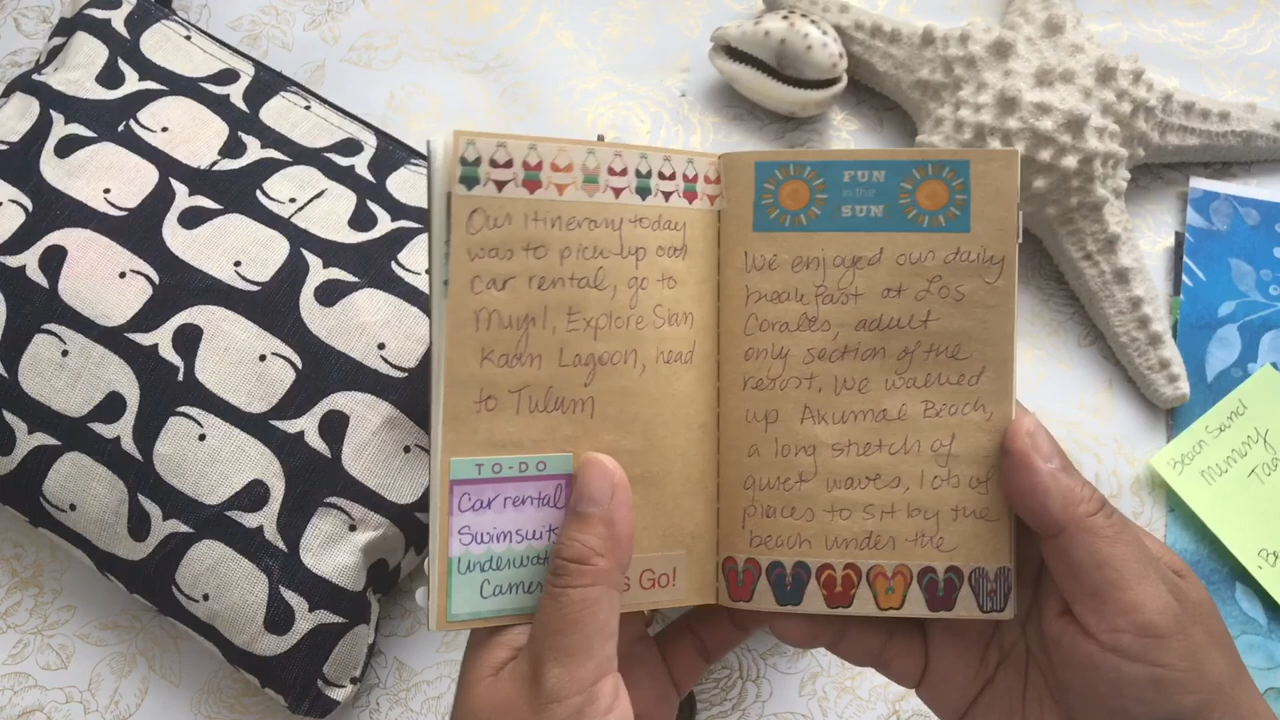 Our Itinerary today
was to pick-up our
car rental, go to
Muyil, Explore Sian
Kaan Lagoon, head
to Tulum
TO-DO
Car rental
Swimsuits
Underwat
Camer
s Go!
FUN
in the
SUN
We enjoyed our daily
breakfast at Los
Corales, adult
only section of the
resort. We walked
up Akumal Beach,
a long stretch of
quiet waves, lots of
places to sit by the
beach under the
Beach Sand
Memory